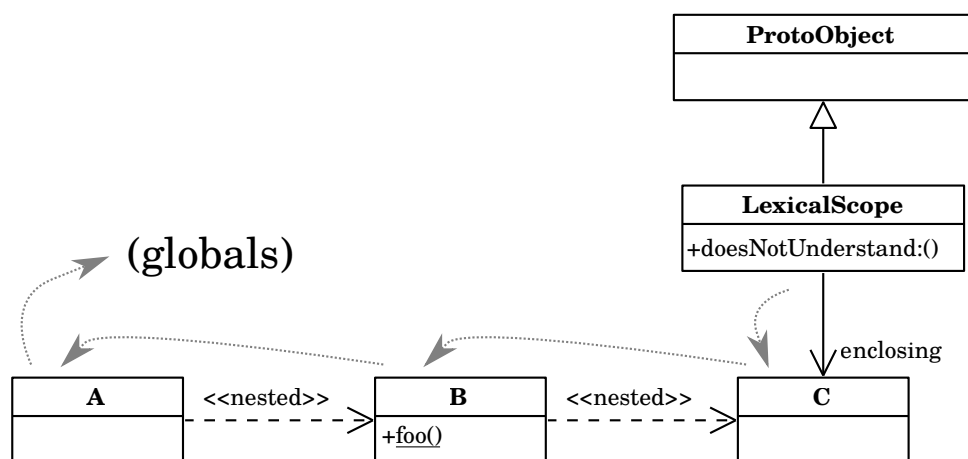 ProtoObject
LexicalScope
+doesNotUnderstand:()
(globals)
enclosing
A
<<nested>>
B
<<nested>>
C
+foo()